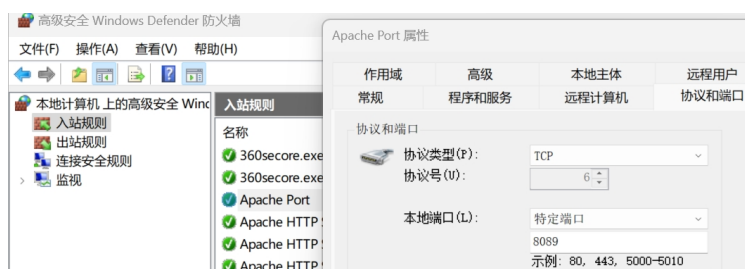 高级安全 Windows Defender 防火墙
文件(F) 操作(A) 查看(V) 帮助(H)
本地计算机 上的高级安全 Wind
入站规则
出站规则
连接安全规则
监视
入站规则
名称
360secore.exe
360secore.exe
Apache Port
Apache HTTP S
Apache HTTP S
Apache HTTP S
Apache Port 属性
作用域 高级 本地主体 远程用户
常规 程序和服务 远程计算机 协议和端口
协议和端口
协议类型(P): TCP
协议号(U): 6
本地端口(L): 特定端口
8089
示例: 80, 443, 5000-5010